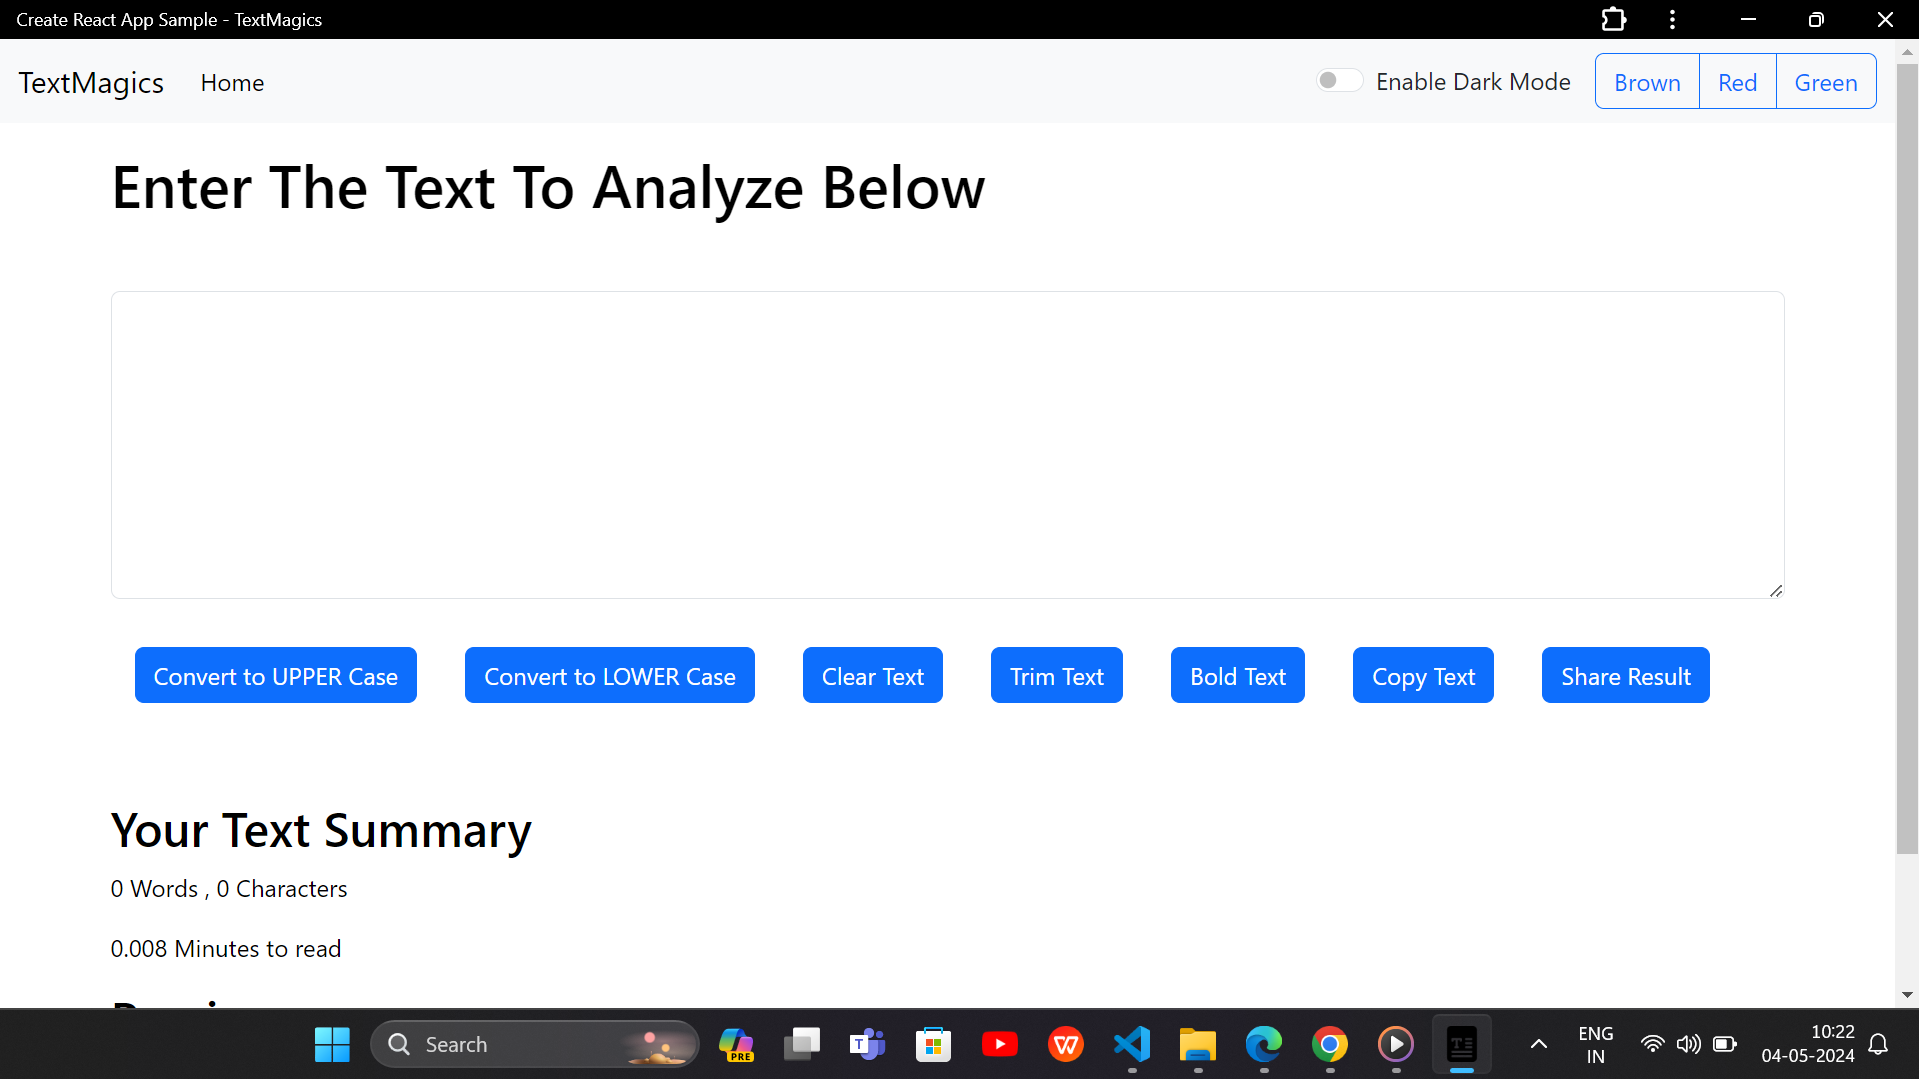 Create React App Sample - TextMagics
TextMagics Home Enable Dark Mode Brown Red Green
Enter The Text To Analyze Below
Convert to UPPER Case Convert to LOWER Case Clear Text Trim Text Bold Text Copy Text Share Result
Your Text Summary
0 Words , 0 Characters
0.008 Minutes to read
Search PRE T W T ENG IN 10:22
04-05-2024